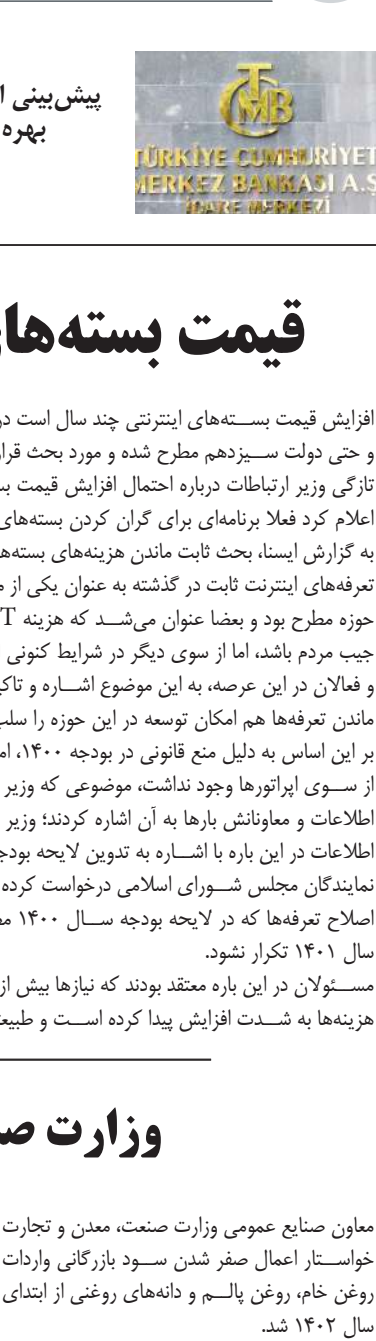 پیش‌بینی
بهره
TÜRKİYE CUMHURİYET
MERKEZ BANKASI A.Ş
İDARE MERKEZİ
قیمت بسته‌های
افزایش قیمت بسته‌های اینترنتی چند سال است در
و حتی دولت سیزدهم مطرح شده و مورد بحث
تازگی وزیر ارتباطات درباره احتمال افزایش قیمت
اعلام کرد فعلا برنامه‌ای برای گران کردن بسته‌های
به گزارش ایسنا، بحث ثابت ماندن هزینه‌های
تعرفه‌های اینترنت ثابت در گذشته به عنوان یکی از
حوزه مطرح بود و بعضا عنوان می‌شد که هزینه
جیب مردم باشد، اما از سوی دیگر در شرایط کنونی
و فعالان در این عرصه، به این موضوع اشاره و
ماندن تعرفه‌ها هم امکان توسعه در این حوزه را
بر این اساس به دلیل منع قانونی در بودجه ۱۴۰۰،
از سوی اپراتورها وجود نداشت، موضوعی که وزیر
اطلاعات و معاونانش بارها به آن اشاره کردند؛ وزیر
اطلاعات در این باره با اشاره به تدوین لایحه
نمایندگان مجلس شورای اسلامی درخواست کرده
اصلاح تعرفه‌ها که در لایحه بودجه سال ۱۴۰۰
سال ۱۴۰۱ تکرار نشود.
مسئولان در این باره معتقد بودند که نیازها بیش از
هزینه‌ها به شدت افزایش پیدا کرده است و
وزارت
معاون صنایع عمومی وزارت صنعت، معدن و تجارت
خواستار اعمال صفر شدن سود بازرگانی واردات
روغن خام، روغن پالم و دانه‌های روغنی از ابتدای
سال ۱۴۰۲ شد.